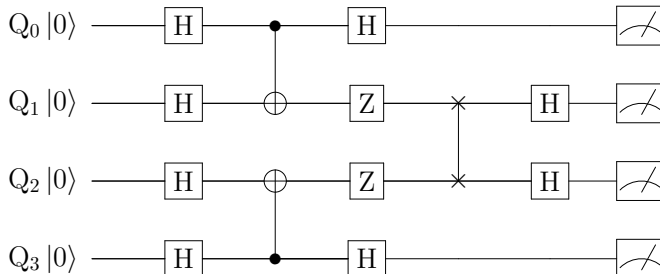 Q₀ |0⟩ H H
Q₁ |0⟩ H Z H
Q₂ |0⟩ H Z H
Q₃ |0⟩ H H